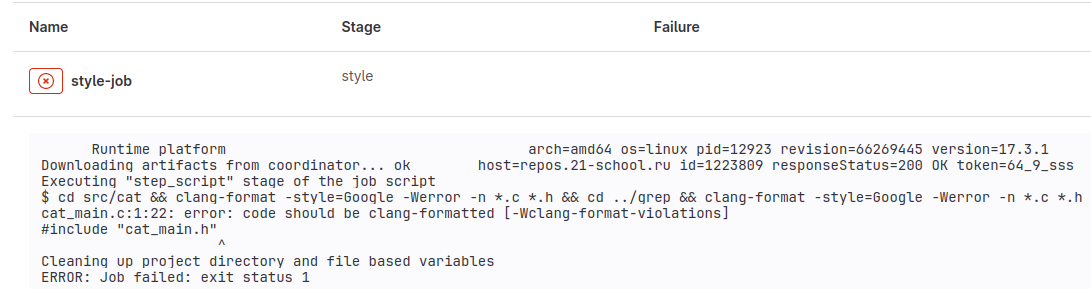 Name Stage Failure
style-job style
Runtime platform arch=amd64 os=linux pid=12923 revision=66269445 version=17.3.1
Downloading artifacts from coordinator... ok host=repos.21-school.ru id=1223809 responseStatus=200 OK token=64_9_sss
Executing "step_script" stage of the job script
$ cd src/cat && clang-format -style=Google -Werror -n *.c *.h && cd ../grep && clang-format -style=Google -Werror -n *.c *.h
cat_main.c:1:22: error: code should be clang-formatted [-Wclang-format-violations]
#include "cat_main.h"
^
Cleaning up project directory and file based variables
ERROR: Job failed: exit status 1